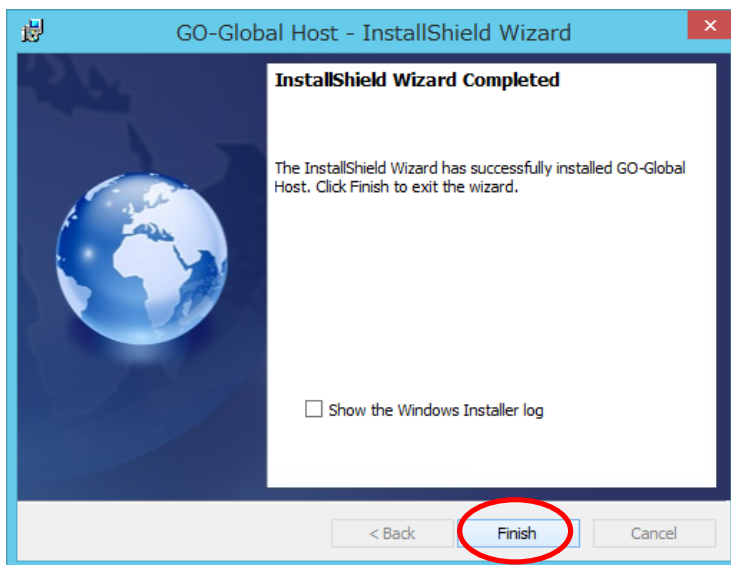 GO-Global Host - InstallShield Wizard
InstallShield Wizard Completed
The InstallShield Wizard has successfully installed GO-Global
Host. Click Finish to exit the wizard.
Show the Windows Installer log
< Back Finish Cancel